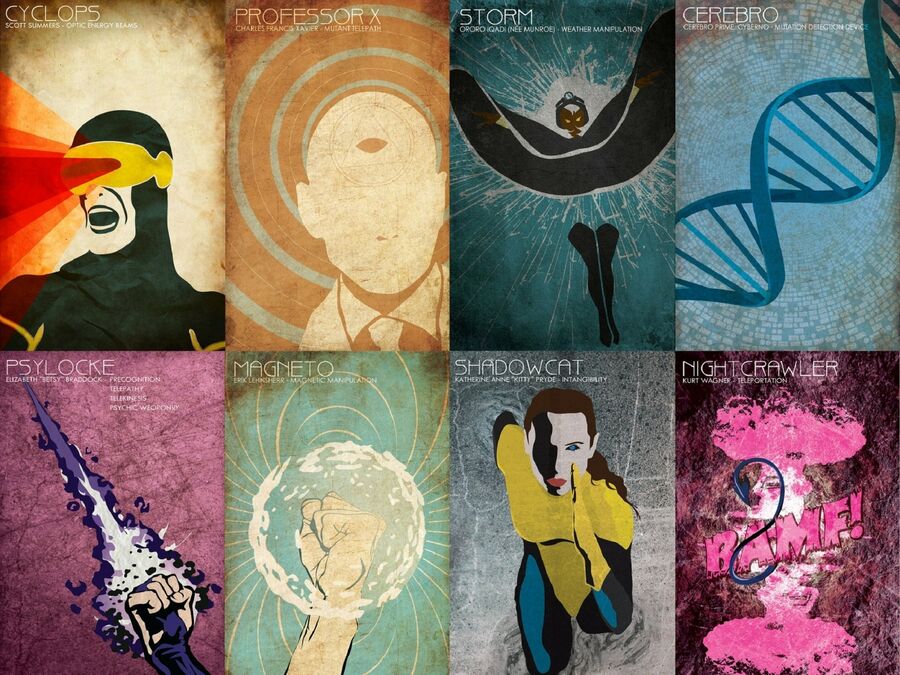 CYCLOPS
SCOTT SUMMERS - OPTIC ENERGY BEAMS
PROFESSOR X
CHARLES FRANCIS XAVIER - MUTANT TELEPATH
STORM
ORORO IQADI (NEE MUNROE) - WEATHER MANIPULATION
CEREBRO
CEREBRO PRIME/CYBERNO - MUTATION DETECTION DEVICE
PSYLOCKE
ELIZABETH "BETSY" BRADDOCK - PRECOGNITION
TELEPATHY
TELEKINESIS
PSYCHIC WEOPONRY
MAGNETO
ERIK LEHNSHERR - MAGNETIC MANIPULATION
SHADOWCAT
KATHERINE ANNE "KITTY" PRYDE - INTANGIBILITY
NIGHTCRAWLER
KURT WAGNER - TELEPORTATION
BAMF!